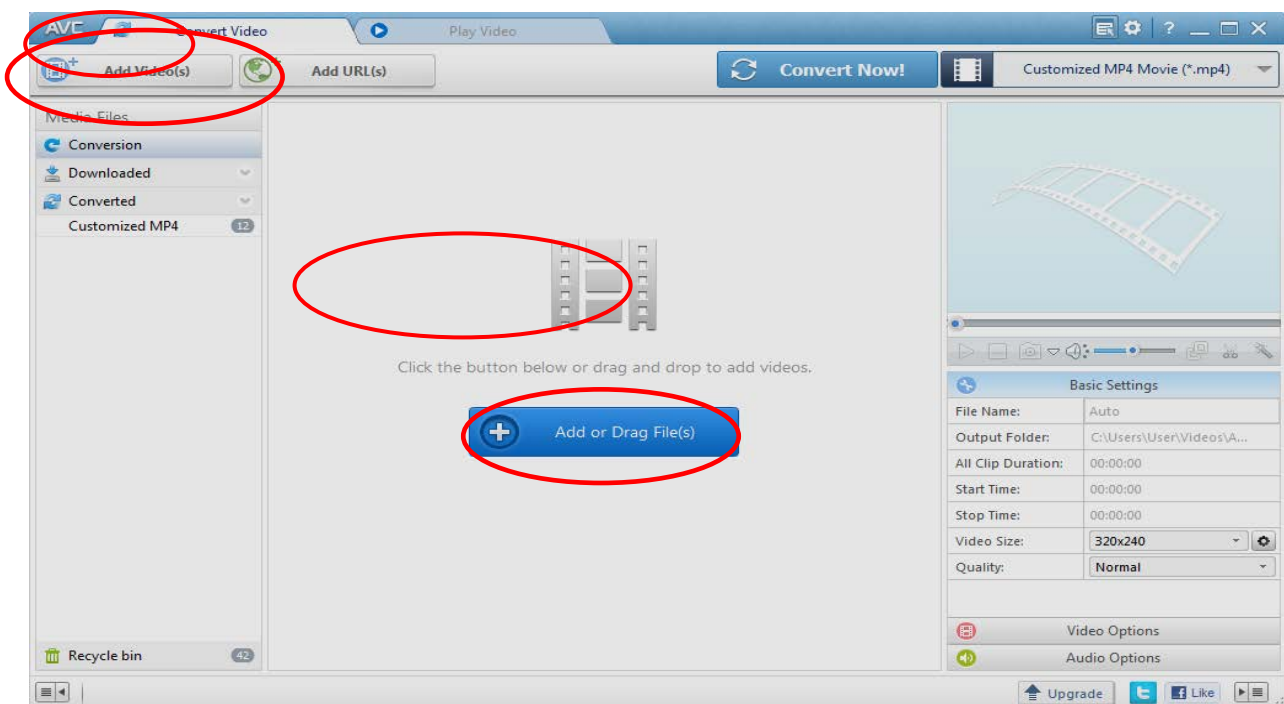 AVC Convert Video Play Video ?
Add Video(s) Add URL(s) Convert Now! Customized MP4 Movie (*.mp4)
Media Files
Conversion
Downloaded
Converted
Customized MP4 12
Click the button below or drag and drop to add videos.
Add or Drag File(s)
Basic Settings
File Name: Auto
Output Folder: C:\Users\User\Videos\A...
All Clip Duration: 00:00:00
Start Time: 00:00:00
Stop Time: 00:00:00
Video Size: 320x240
Quality: Normal
Video Options
Audio Options
Recycle bin 42
Upgrade Like